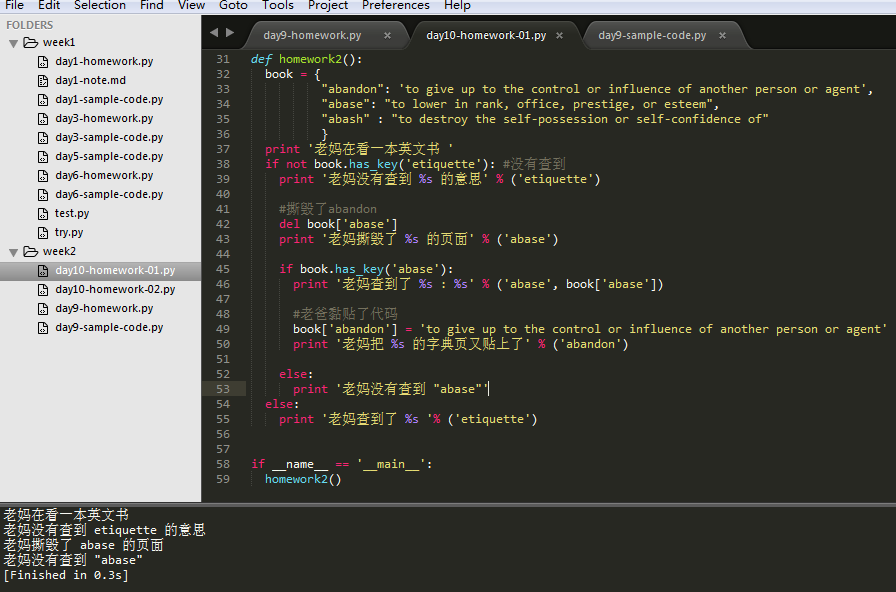 File Edit Selection Find View Goto Tools Project Preferences Help
FOLDERS
week1
day1-homework.py
day1-note.md
day1-sample-code.py
day3-homework.py
day3-sample-code.py
day5-sample-code.py
day6-homework.py
day6-sample-code.py
test.py
try.py
week2
day10-homework-01.py
day10-homework-02.py
day9-homework.py
day9-sample-code.py
day9-homework.py × day10-homework-01.py × day9-sample-code.py ×
31 def homework2():
32 book = {
33 "abandon": 'to give up to the control or influence of another person or agent',
34 "abase": "to lower in rank, office, prestige, or esteem",
35 "abash" : "to destroy the self-possession or self-confidence of"
36 }
37 print '老妈在看一本英文书 '
38 if not book.has_key('etiquette'): #没有查到
39 print '老妈没有查到 %s 的意思' % ('etiquette')
40
41 #撕毁了abandon
42 del book['abase']
43 print '老妈撕毁了 %s 的页面' % ('abase')
44
45 if book.has_key('abase'):
46 print '老妈查到了 %s : %s' % ('abase', book['abase'])
47
48 #老爸黏贴了代码
49 book['abandon'] = 'to give up to the control or influence of another person or agent'
50 print '老妈把 %s 的字典页又贴上了' % ('abandon')
51
52 else:
53 print '老妈没有查到 "abase"'
54 else:
55 print '老妈查到了 %s '% ('etiquette')
56
57
58 if __name__ == '__main__':
59 homework2()
老妈在看一本英文书
老妈没有查到 etiquette 的意思
老妈撕毁了 abase 的页面
老妈没有查到 "abase"
[Finished in 0.3s]